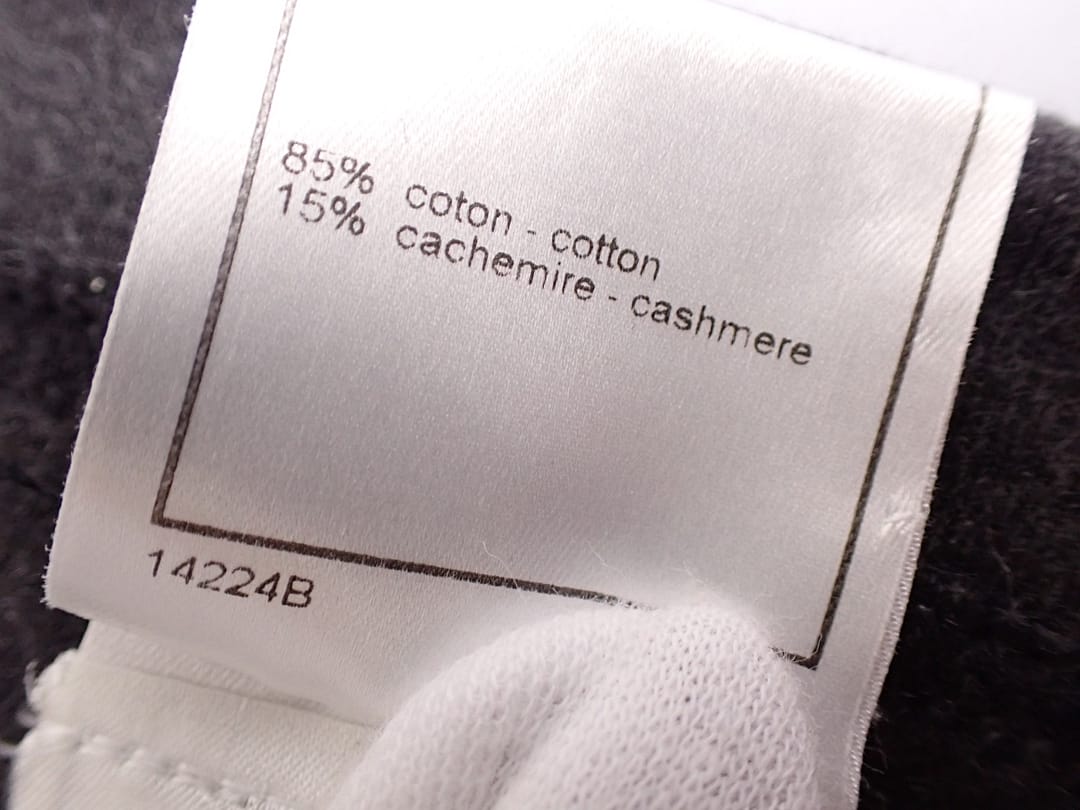 85% coton - cotton
15% cachemire - cashmere
14224B